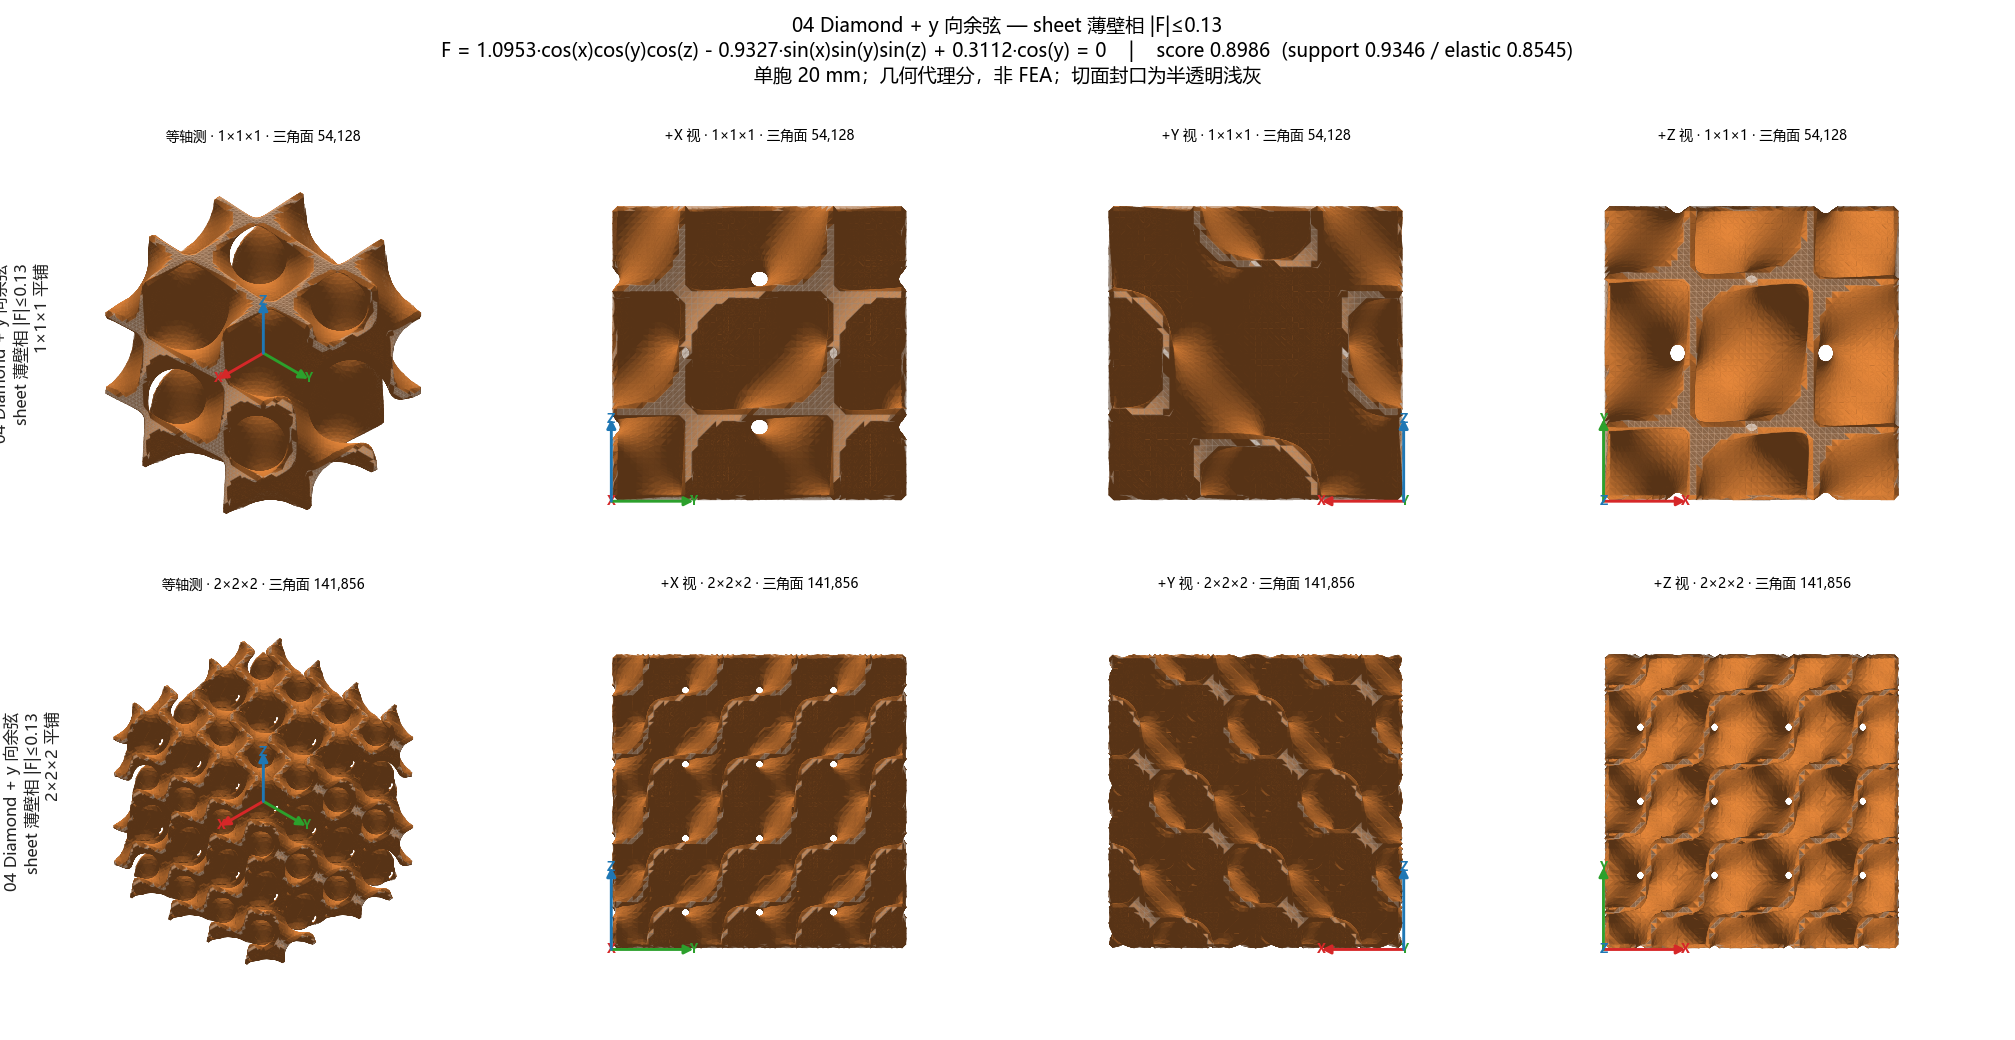 04 Diamond + y 向余弦 — sheet 薄壁相 |F|≤0.13
F = 1.0953·cos(x)cos(y)cos(z) - 0.9327·sin(x)sin(y)sin(z) + 0.3112·cos(y) = 0 | score 0.8986 (support 0.9346 / elastic 0.8545)
单胞 20 mm；几何代理分，非 FEA；切面封口为半透明浅灰
等轴测 · 1×1×1 · 三角面 54,128
+X 视 · 1×1×1 · 三角面 54,128
+Y 视 · 1×1×1 · 三角面 54,128
+Z 视 · 1×1×1 · 三角面 54,128
04 Diamond + y 向余弦
sheet 薄壁相 |F|≤0.13
1×1×1 平铺
Z
X
Y
Z
X
Y
Z
X
Y
Y
Z
X
等轴测 · 2×2×2 · 三角面 141,856
+X 视 · 2×2×2 · 三角面 141,856
+Y 视 · 2×2×2 · 三角面 141,856
+Z 视 · 2×2×2 · 三角面 141,856
04 Diamond + y 向余弦
sheet 薄壁相 |F|≤0.13
2×2×2 平铺
Z
X
Y
Z
X
Y
Z
X
Y
Y
Z
X